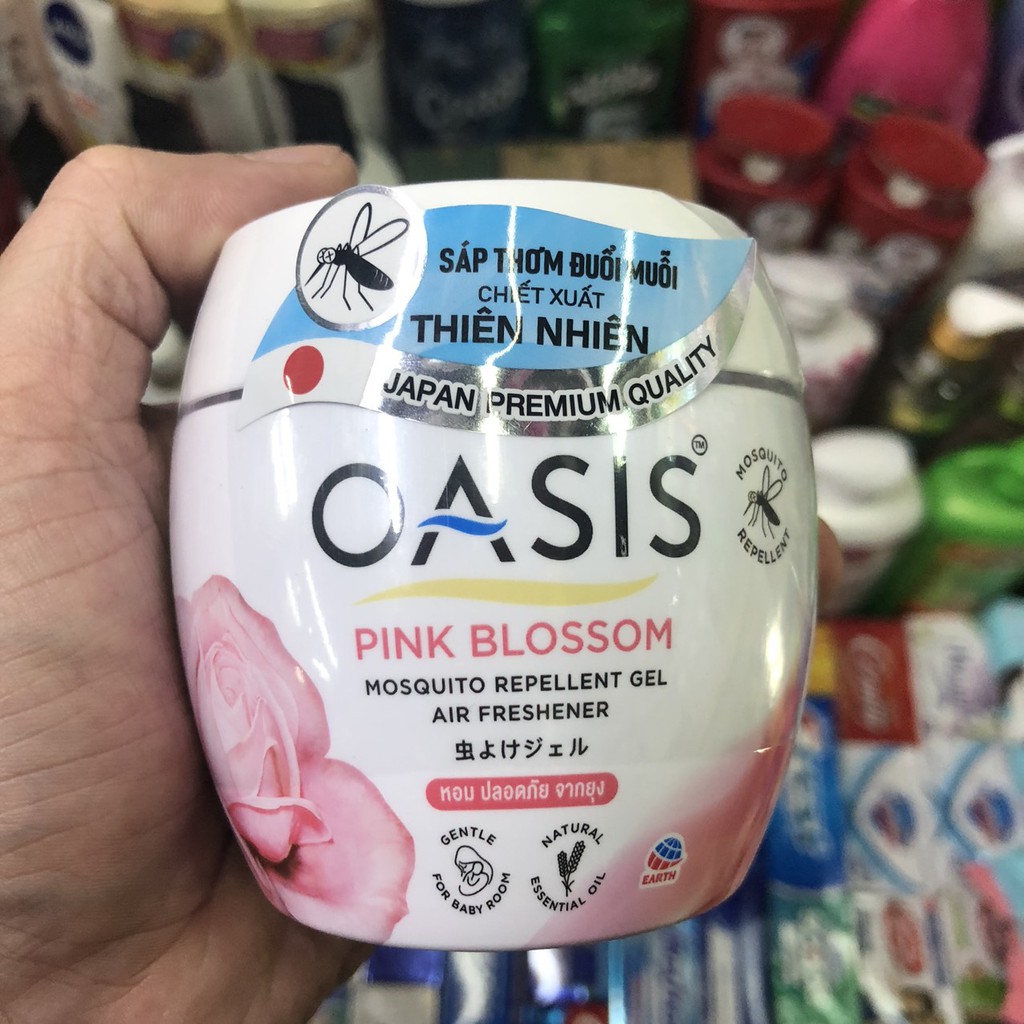 SÁP THƠM ĐUỔI MUỖI
CHIẾT XUẤT
THIÊN NHIÊN
JAPAN PREMIUM QUALITY
OASIS™
MOSQUITO
REPELLENT
PINK BLOSSOM
MOSQUITO REPELLENT GEL
AIR FRESHENER
虫よけジェル
หอม ปลอดภัย จากยุง
GENTLE
FOR BABY ROOM
NATURAL
ESSENTIAL OIL
EARTH